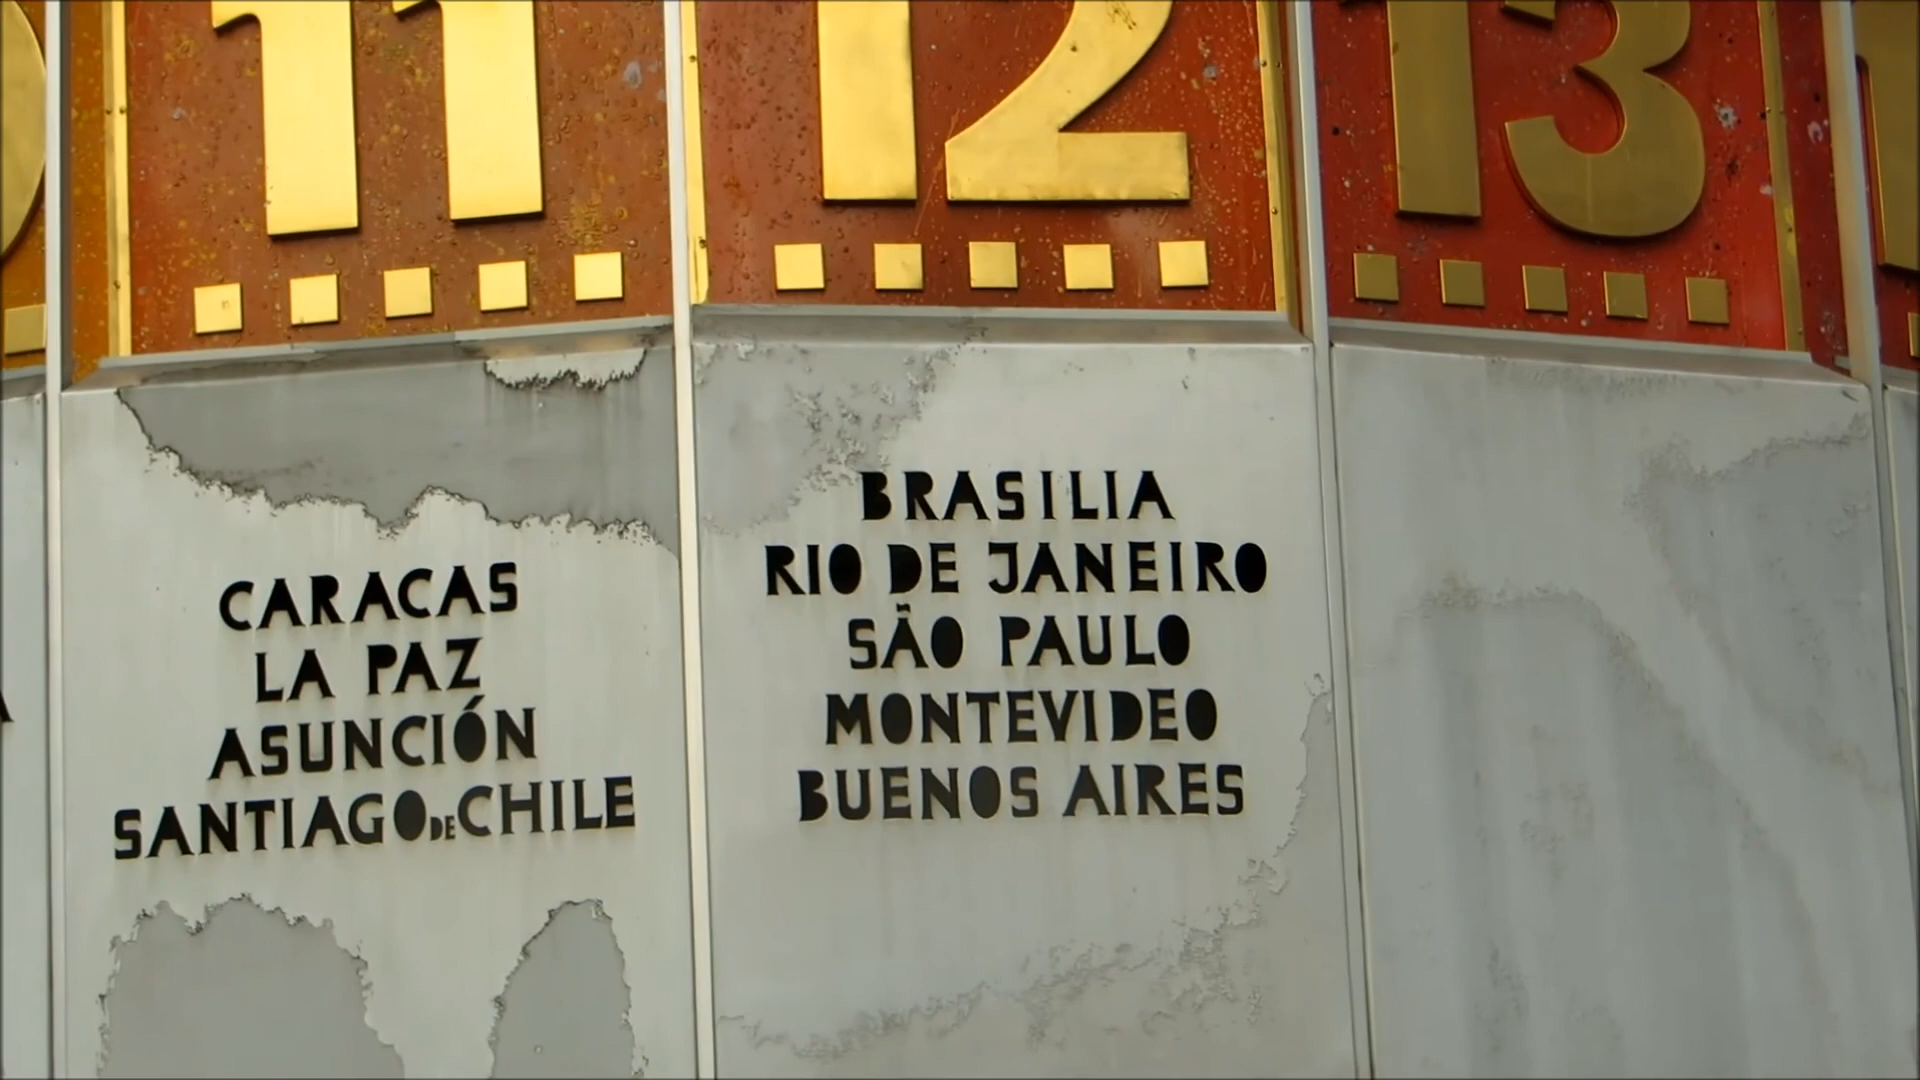 11
CARACAS
LA PAZ
ASUNCIÓN
SANTIAGO DE CHILE
12
BRASILIA
RIO DE JANEIRO
SÃO PAULO
MONTEVIDEO
BUENOS AIRES
13